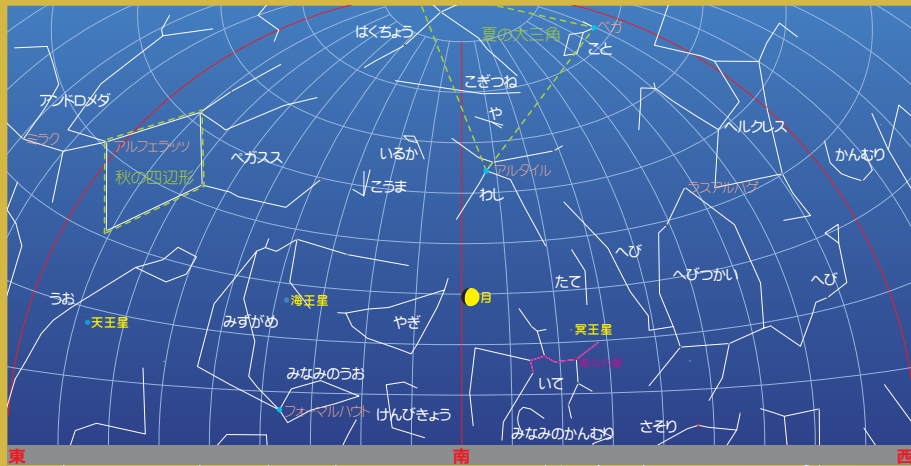 はくちょう
夏の大三角
ベガ
こと
こぎつね
アンドロメダ
や
ヘルクレス
ミラク
アルフェラッツ
ペガスス
いるか
アルタイル
かんむり
秋の四辺形
こうま
わし
ラスアルハゲ
へび
へびつかい
へび
たて
うお
海王星
月
天王星
みずがめ
やぎ
冥王星
みなみのうお
いて
フォーマルハウト
けんびきょう
みなみのかんむり
さそり
東
南
西